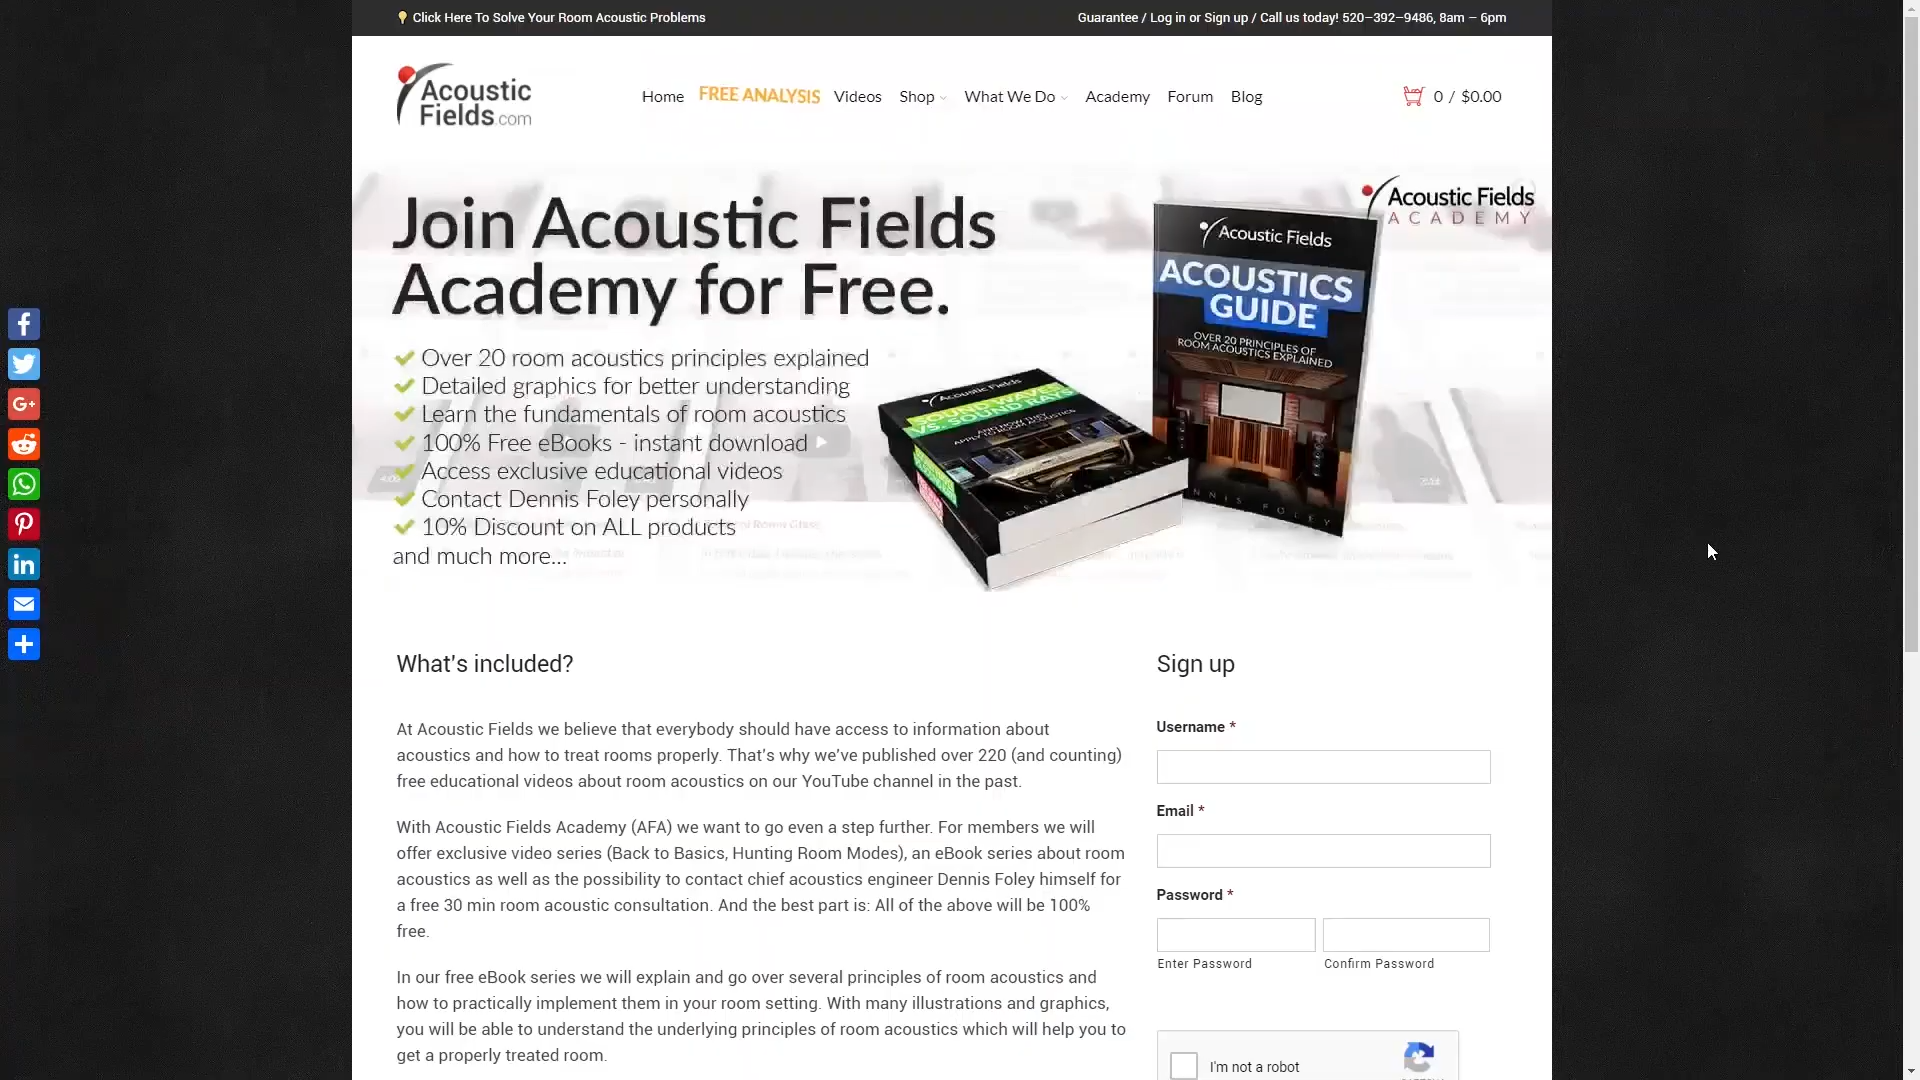 Click Here To Solve Your Room Acoustic Problems
Guarantee / Log in or Sign up / Call us today! 520–392–9486, 8am – 6pm
Acoustic
Fields.com
Home
FREE ANALYSIS
Videos
Shop
What We Do
Academy
Forum
Blog
0 / $0.00
Join Acoustic Fields
Academy for Free.
Over 20 room acoustics principles explained
Detailed graphics for better understanding
Learn the fundamentals of room acoustics
100% Free eBooks - instant download
Access exclusive educational videos
Contact Dennis Foley personally
10% Discount on ALL products
and much more...
Acoustic Fields
ACADEMY
Acoustic Fields
ACOUSTICS
GUIDE
OVER 20 PRINCIPLES OF
ROOM ACOUSTICS EXPLAINED
Acoustic Fields
SOUND WAVES
VS. SOUND RAYS
AND HOW THEY
APPLY TO ROOM ACOUSTICS
What's included?
At Acoustic Fields we believe that everybody should have access to information about
acoustics and how to treat rooms properly. That's why we've published over 220 (and counting)
free educational videos about room acoustics on our YouTube channel in the past.
With Acoustic Fields Academy (AFA) we want to go even a step further. For members we will
offer exclusive video series (Back to Basics, Hunting Room Modes), an eBook series about room
acoustics as well as the possibility to contact chief acoustics engineer Dennis Foley himself for
a free 30 min room acoustic consultation. And the best part is: All of the above will be 100%
free.
In our free eBook series we will explain and go over several principles of room acoustics and
how to practically implement them in your room setting. With many illustrations and graphics,
you will be able to understand the underlying principles of room acoustics which will help you to
get a properly treated room.
Sign up
Username *
Email *
Password *
Enter Password
Confirm Password
I'm not a robot